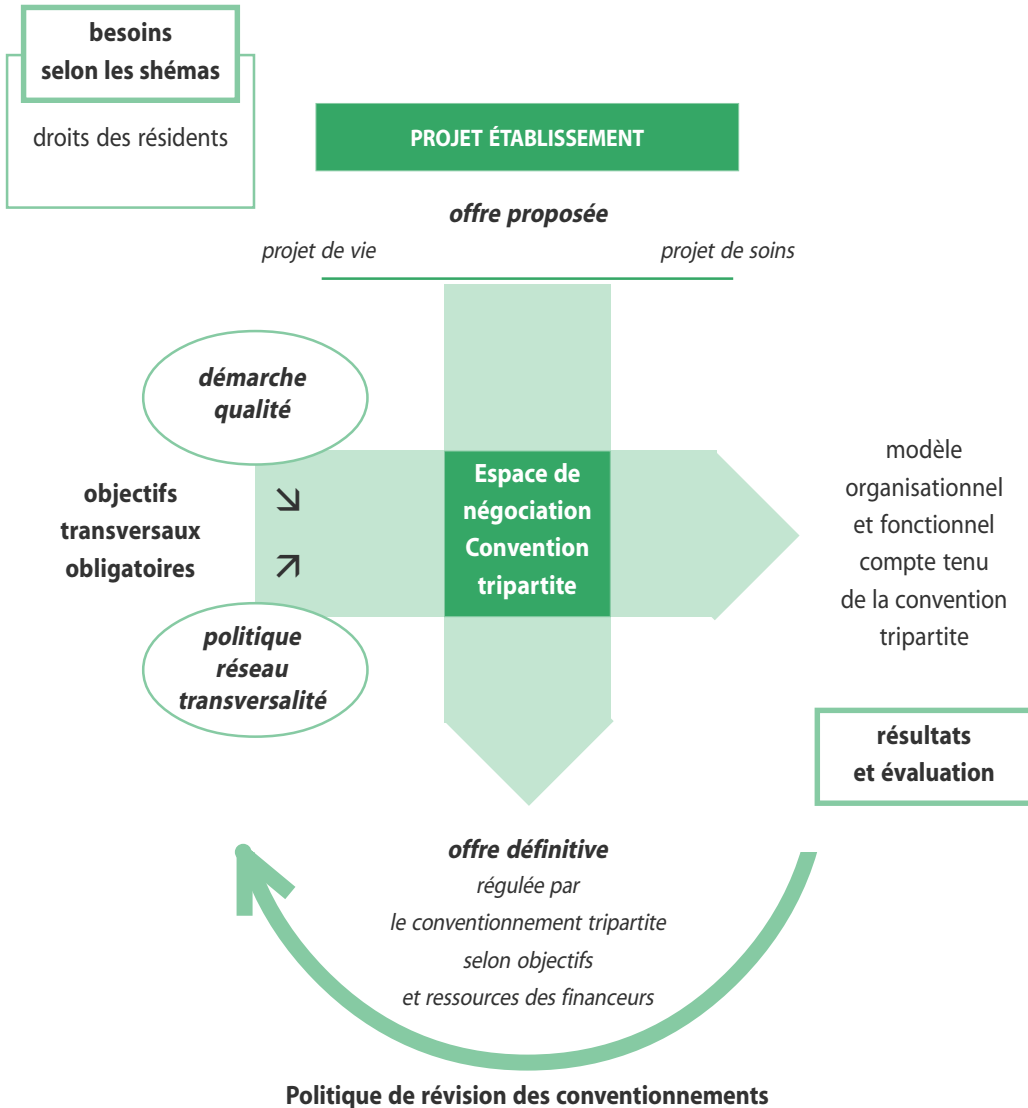 besoins
selon les shémas
droits des résidents
PROJET ÉTABLISSEMENT
offre proposée
projet de vie
projet de soins
démarche
qualité
objectifs
transversaux
obligatoires
politique
réseau
transversalité
Espace de
négociation
Convention
tripartite
modèle
organisationnel
et fonctionnel
compte tenu
de la convention
tripartite
résultats
et évaluation
offre définitive
régulée par
le conventionnement tripartite
selon objectifs
et ressources des financeurs
Politique de révision des conventionnements